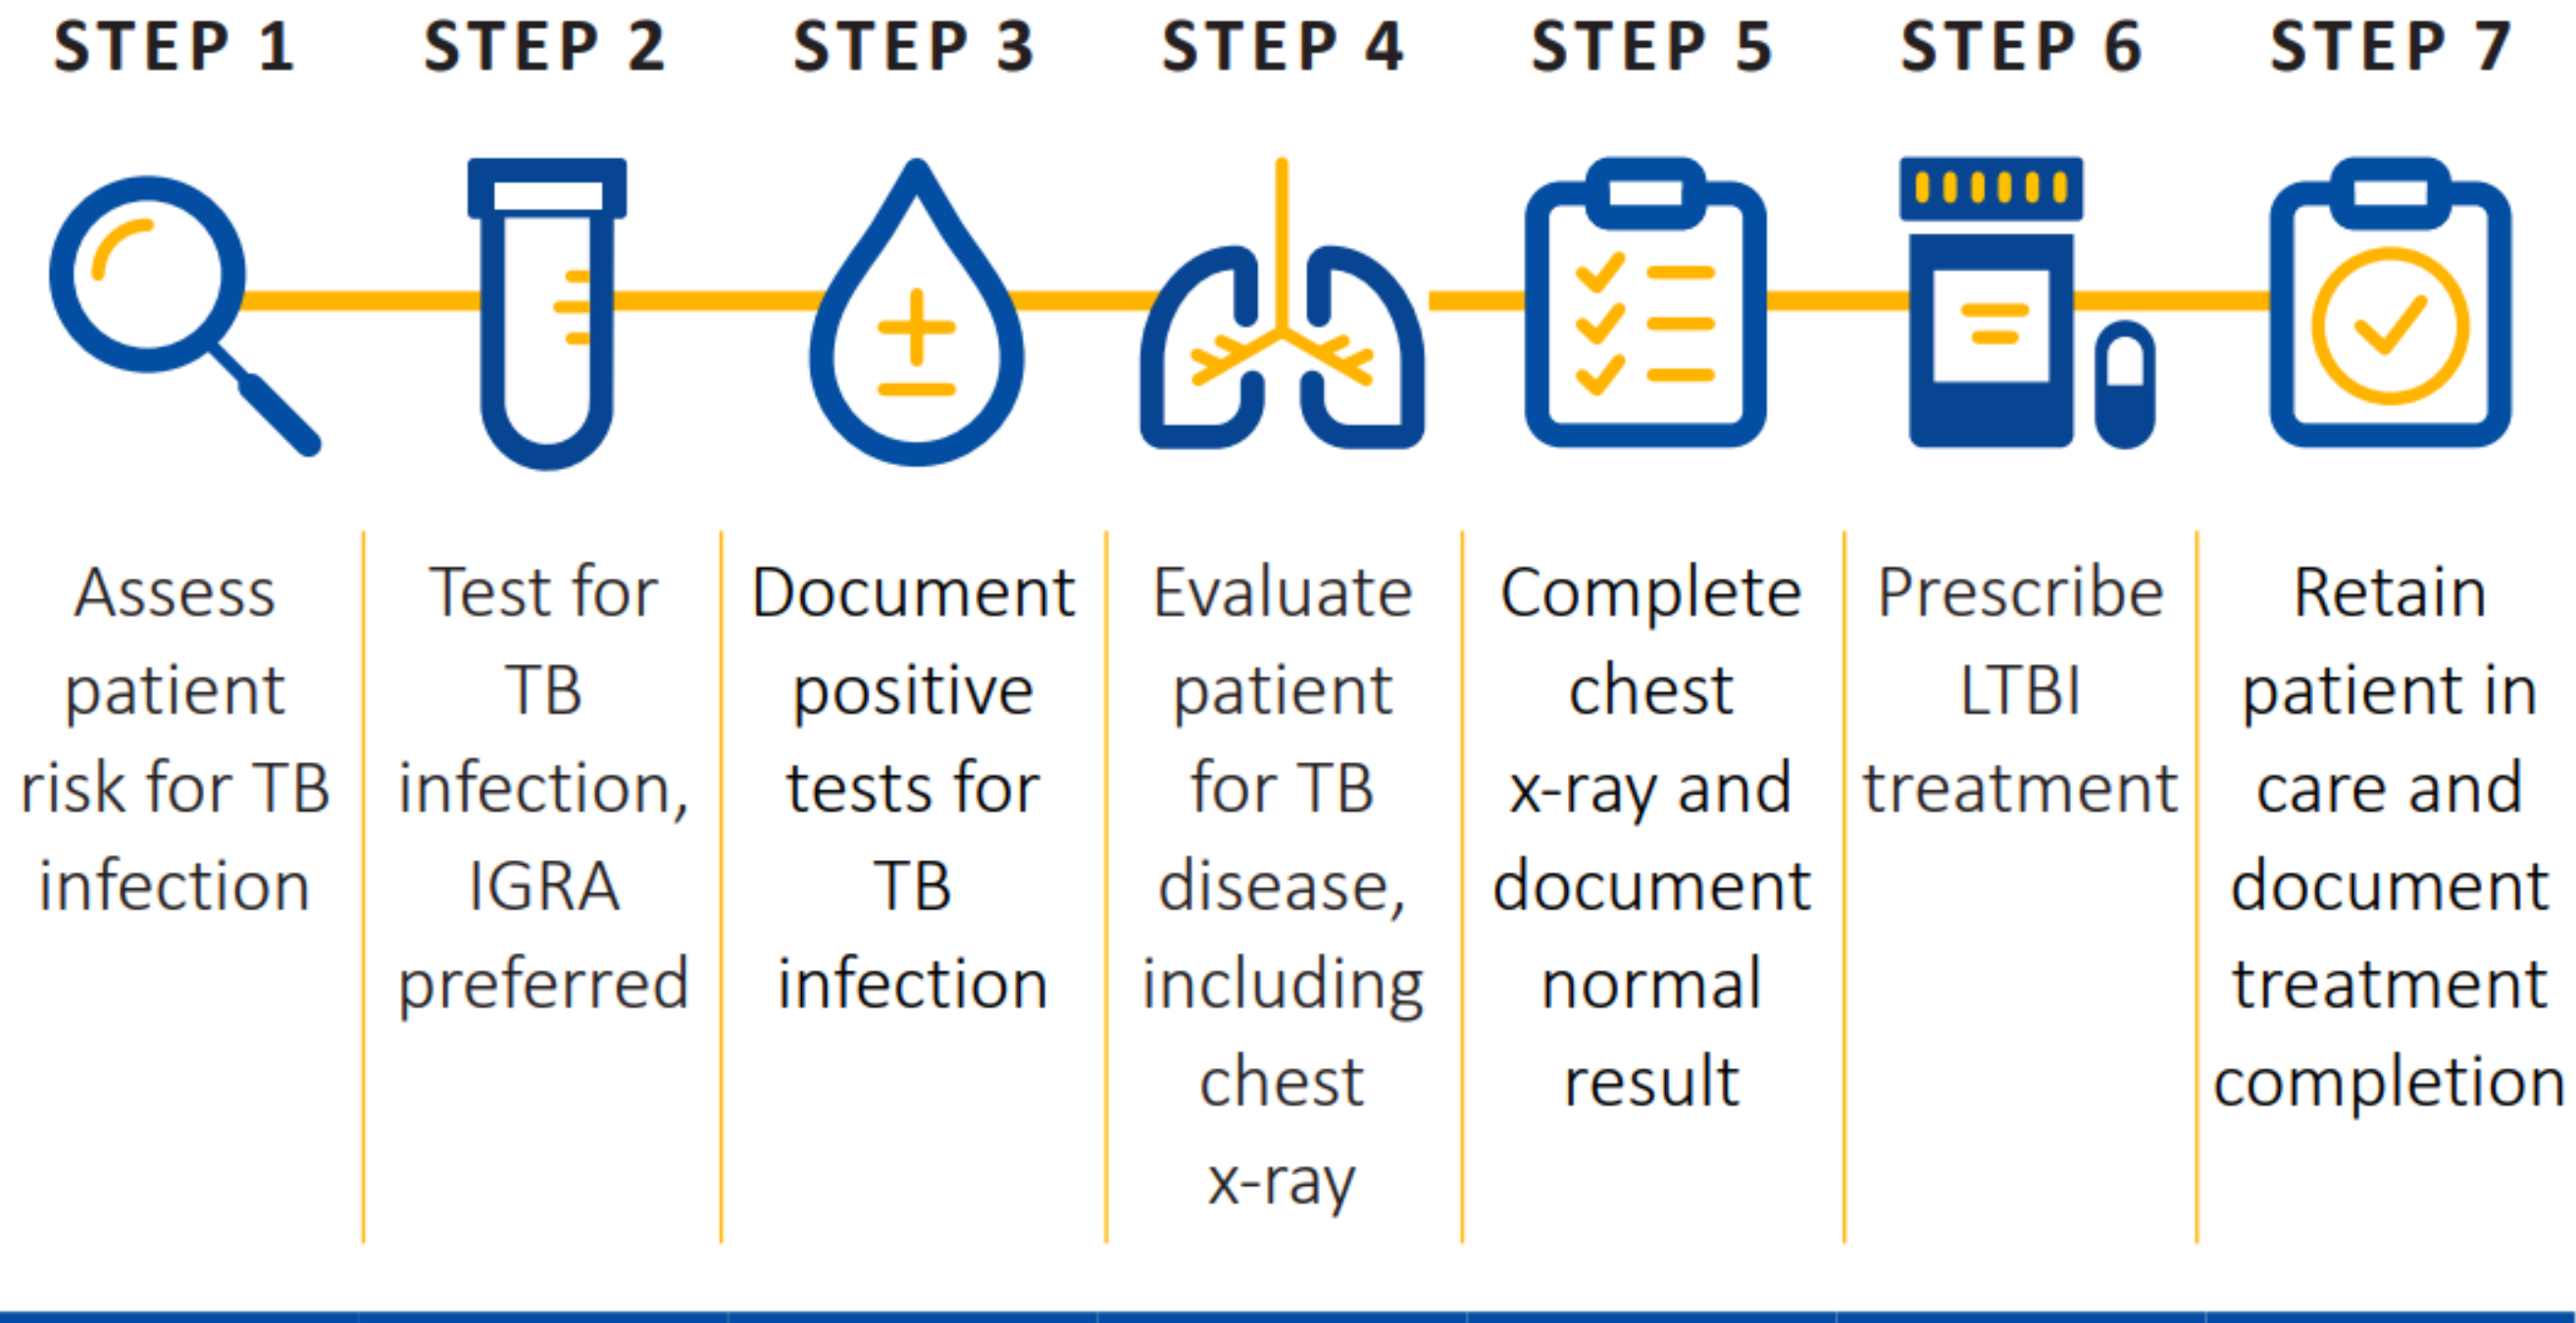 STEP 1
STEP 2
STEP 3
STEP 4
STEP 5
STEP 6
STEP 7
Assess
patient
risk for TB
infection
Test for
TB
infection,
IGRA
preferred
Document
positive
tests for
TB
infection
Evaluate
patient
for TB
disease,
including
chest
x-ray
Complete
chest
x-ray and
document
normal
result
Prescribe
LTBI
treatment
Retain
patient in
care and
document
treatment
completion